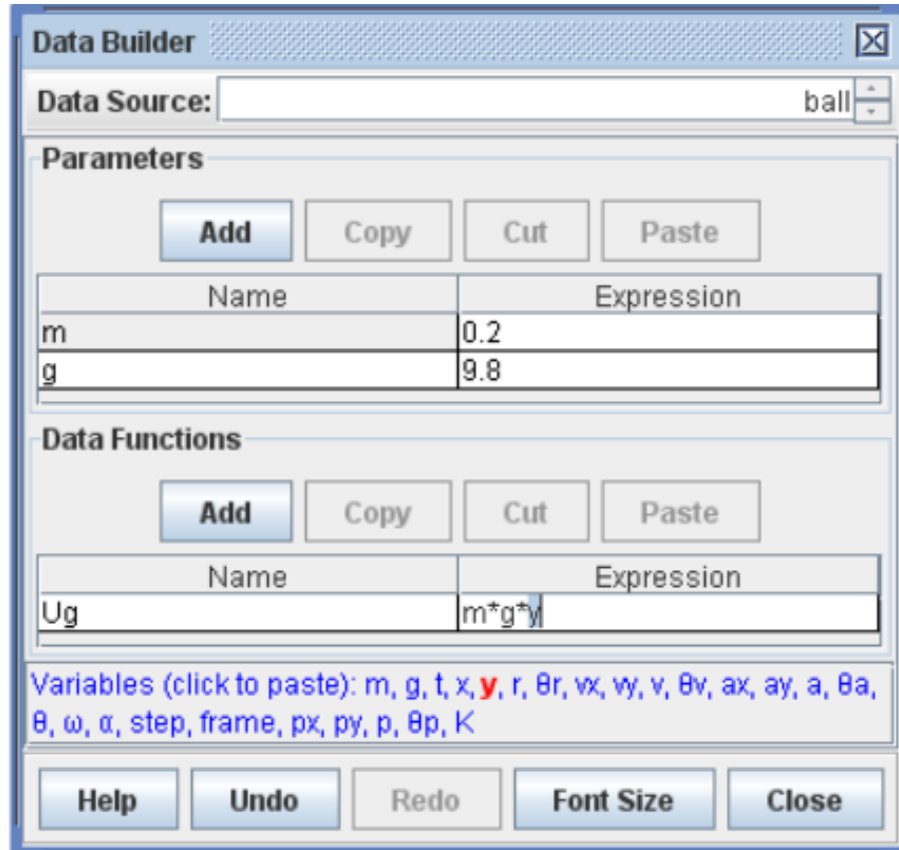 Data Builder
Data Source: ball
Parameters
Add Copy Cut Paste
Name Expression
m 0.2
g 9.8
Data Functions
Add Copy Cut Paste
Name Expression
Ug m*g*y
Variables (click to paste): m, g, t, x, y, r, θr, vx, vy, v, θv, ax, ay, a, θa,
θ, ω, α, step, frame, px, py, p, θp, K
Help Undo Redo Font Size Close